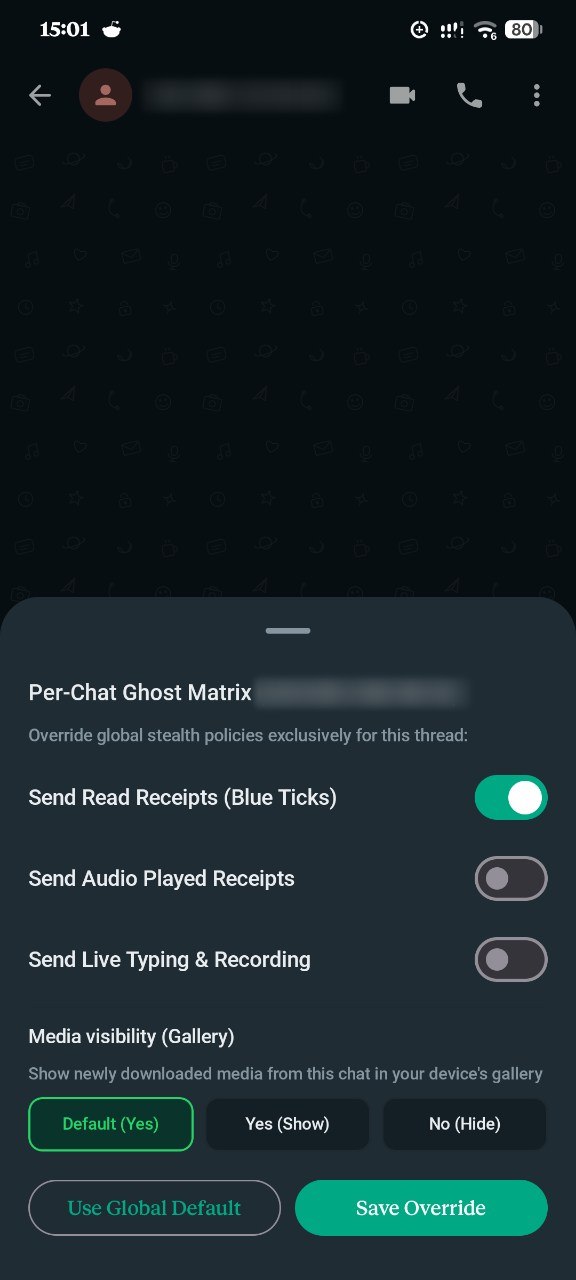 15:01
6
80
Per-Chat Ghost Matrix
Override global stealth policies exclusively for this thread:
Send Read Receipts (Blue Ticks)
Send Audio Played Receipts
Send Live Typing & Recording
Media visibility (Gallery)
Show newly downloaded media from this chat in your device's gallery
Default (Yes) Yes (Show) No (Hide)
Use Global Default Save Override